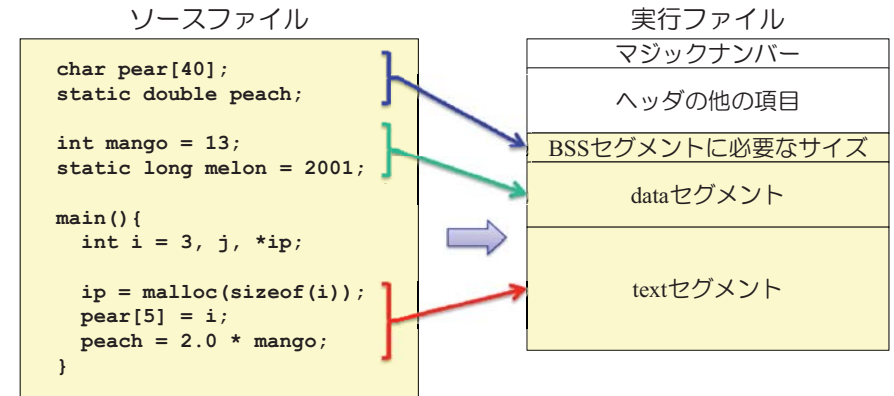 ソースファイル
char pear[40];
static double peach;
int mango = 13;
static long melon = 2001;
main(){
int i = 3, j, *ip;
ip = malloc(sizeof(i));
pear[5] = i;
peach = 2.0 * mango;
}
実行ファイル
マジックナンバー
ヘッダの他の項目
BSSセグメントに必要なサイズ
dataセグメント
textセグメント